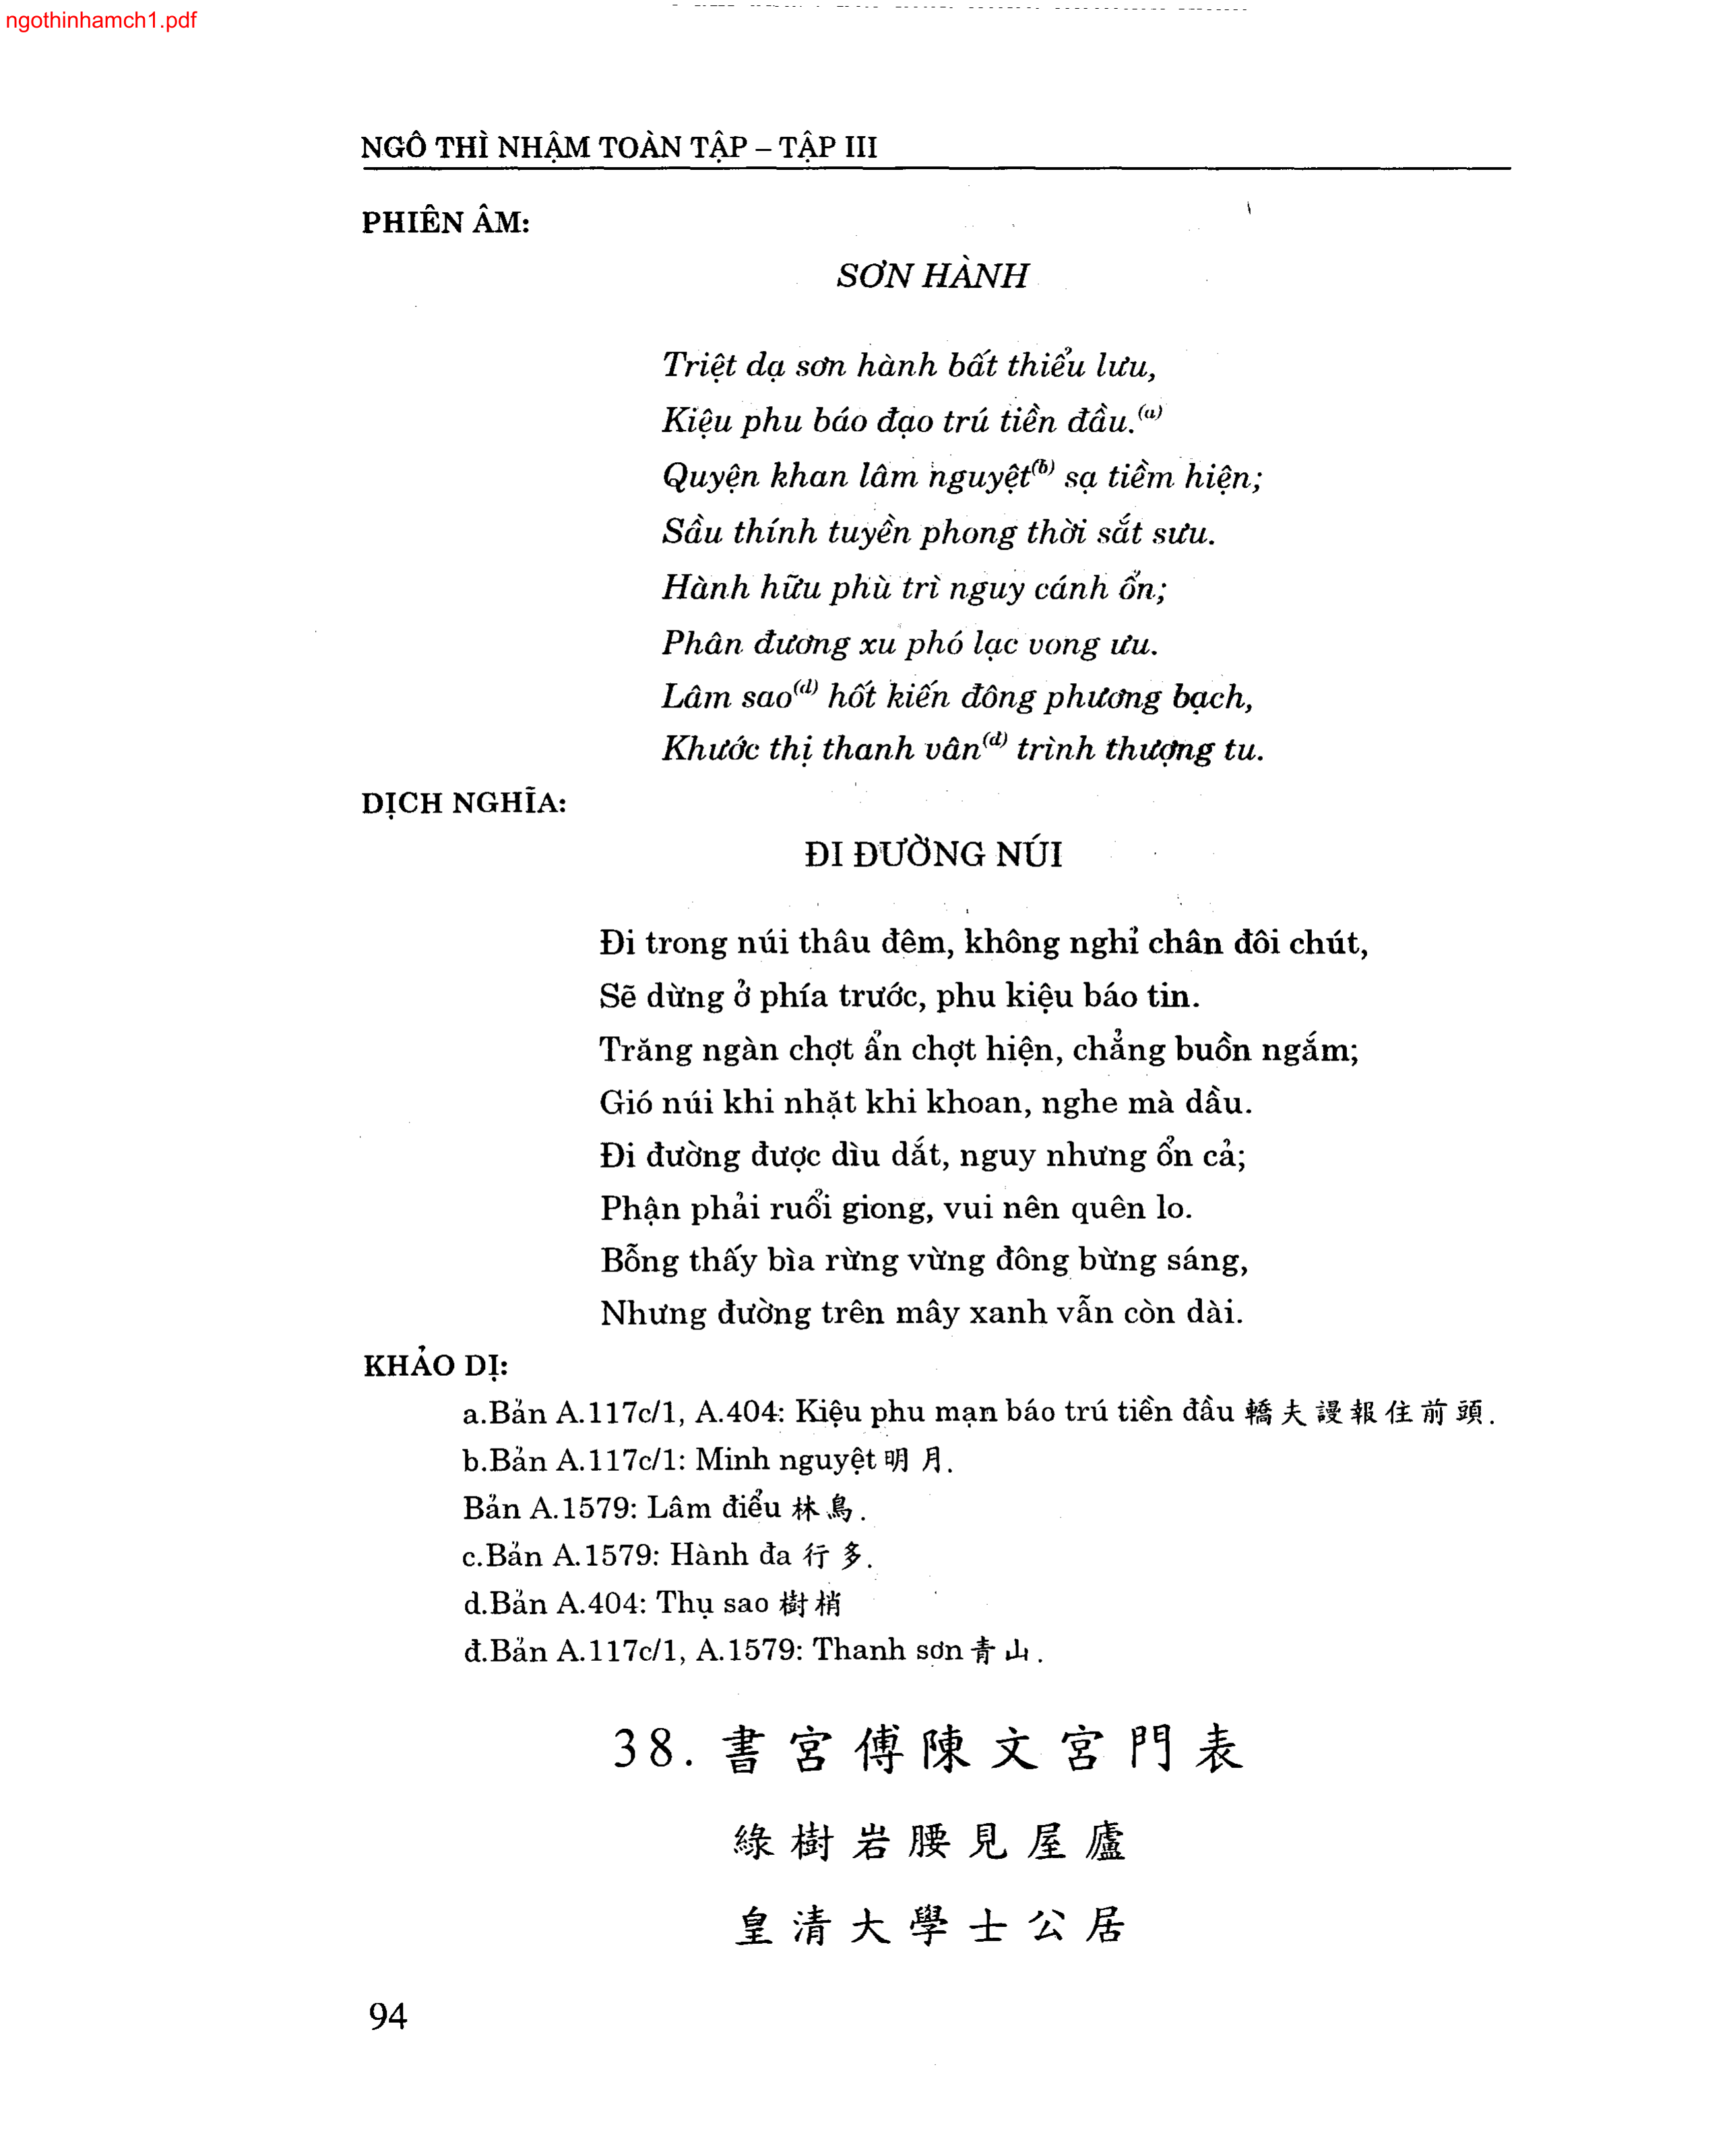 ngothinhamch1.pdf
NGÔ THÌ NHẬM TOÀN TẬP – TẬP III
PHIÊN ÂM:
SƠN HÀNH
Triệt dạ sơn hành bất thiểu lưu,
Kiệu phu báo đạo trú tiền đầu.(a)
Quyện khan lâm nguyệt(b) sạ tiềm hiện;
Sầu thính tuyền phong thời sắt sưu.
Hành hữu phù trì nguy cánh ổn;
Phân đương xu phó lạc vong ưu.
Lâm sao(d) hốt kiến đông phương bạch,
Khước thị thanh vân(d) trình thượng tu.
DỊCH NGHĨA:
ĐI ĐƯỜNG NÚI
Đi trong núi thâu đêm, không nghỉ chân đôi chút,
Sẽ dừng ở phía trước, phu kiệu báo tin.
Trăng ngàn chợt ẩn chợt hiện, chẳng buồn ngắm;
Gió núi khi nhặt khi khoan, nghe mà dầu.
Đi đường được dìu dắt, nguy nhưng ổn cả;
Phận phải ruổi giong, vui nên quên lo.
Bỗng thấy bìa rừng vừng đông bừng sáng,
Nhưng đường trên mây xanh vẫn còn dài.
KHẢO DỊ:
a.Bản A.117c/1, A.404: Kiệu phu mạn báo trú tiền đầu 轎夫謾報住前頭.
b.Bản A.117c/1: Minh nguyệt 明月.
Bản A.1579: Lâm điểu 林鳥.
c.Bản A.1579: Hành đa 行多.
d.Bản A.404: Thụ sao 樹梢
đ.Bản A.117c/1, A.1579: Thanh sơn 青山.
38. 書宮傅陳文宮門表
綠樹岩腰見屋廬
皇清大學士公居
94